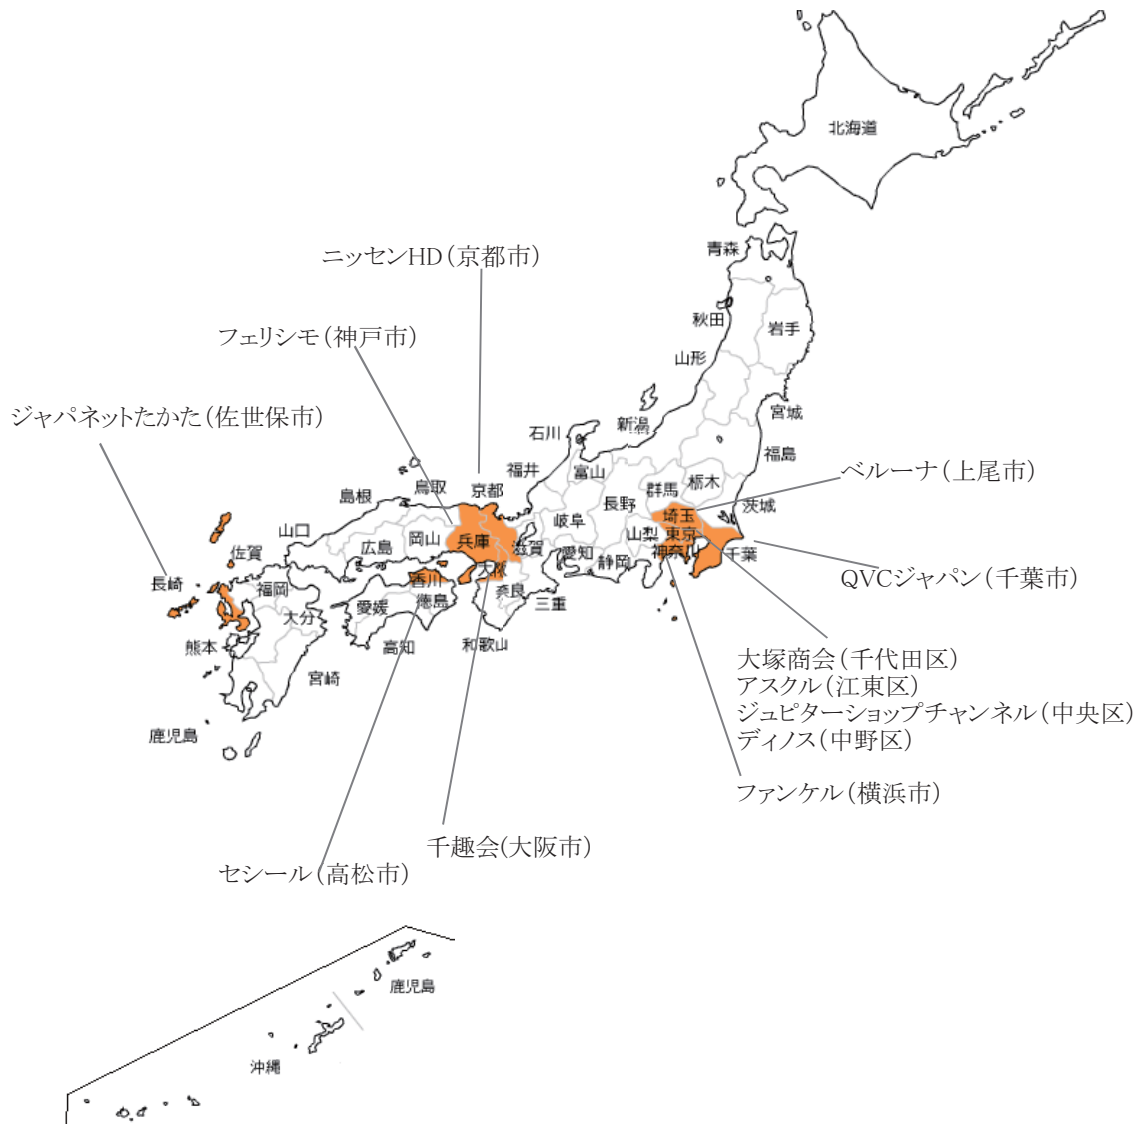 北海道
青森
ニッセンHD(京都市)
秋田
岩手
フェリシモ(神戸市)
山形
ジャパネットたかた(佐世保市)
宮城
新潟
石川
福島
福井
富山
ベルーナ(上尾市)
鳥取
京都
群馬
栃木
島根
長野
茨城
埼玉
山口
岡山
兵庫
岐阜
山梨
東京
広島
滋賀
愛知
静岡
神奈川
千葉
佐賀
長崎
福岡
香川
大阪
QVCジャパン(千葉市)
奈良
愛媛
徳島
三重
大分
熊本
高知
和歌山
宮崎
大塚商会(千代田区)
アスクル(江東区)
ジュピターショップチャンネル(中央区)
ディノス(中野区)
鹿児島
ファンケル(横浜市)
千趣会(大阪市)
セシール(高松市)
鹿児島
沖縄